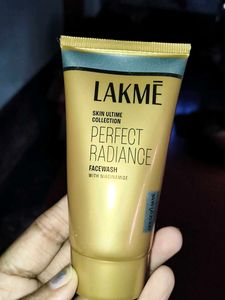 LAKMĒ
SKIN ULTIME
COLLECTION
PERFECT
RADIANCE
FACEWASH
WITH NIACINAMIDE